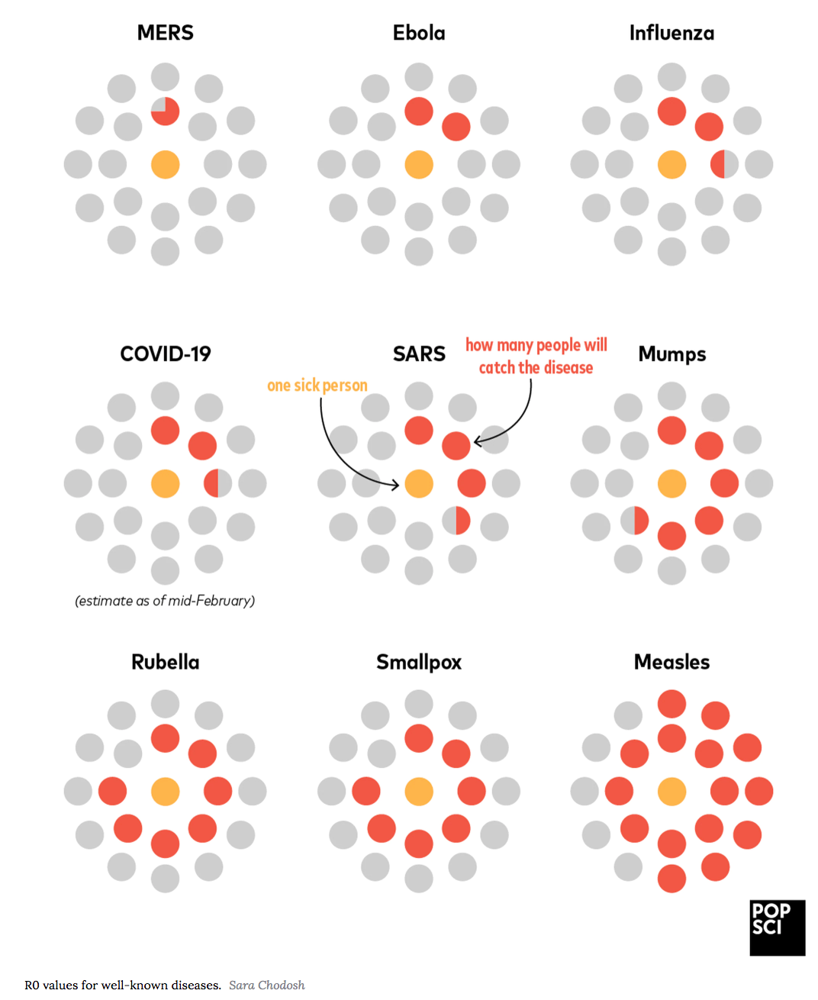 MERS
Ebola
Influenza
COVID-19
SARS
how many people will
catch the disease
Mumps
one sick person
(estimate as of mid-February)
Rubella
Smallpox
Measles
POP
SCI
R0 values for well-known diseases. Sara Chodosh